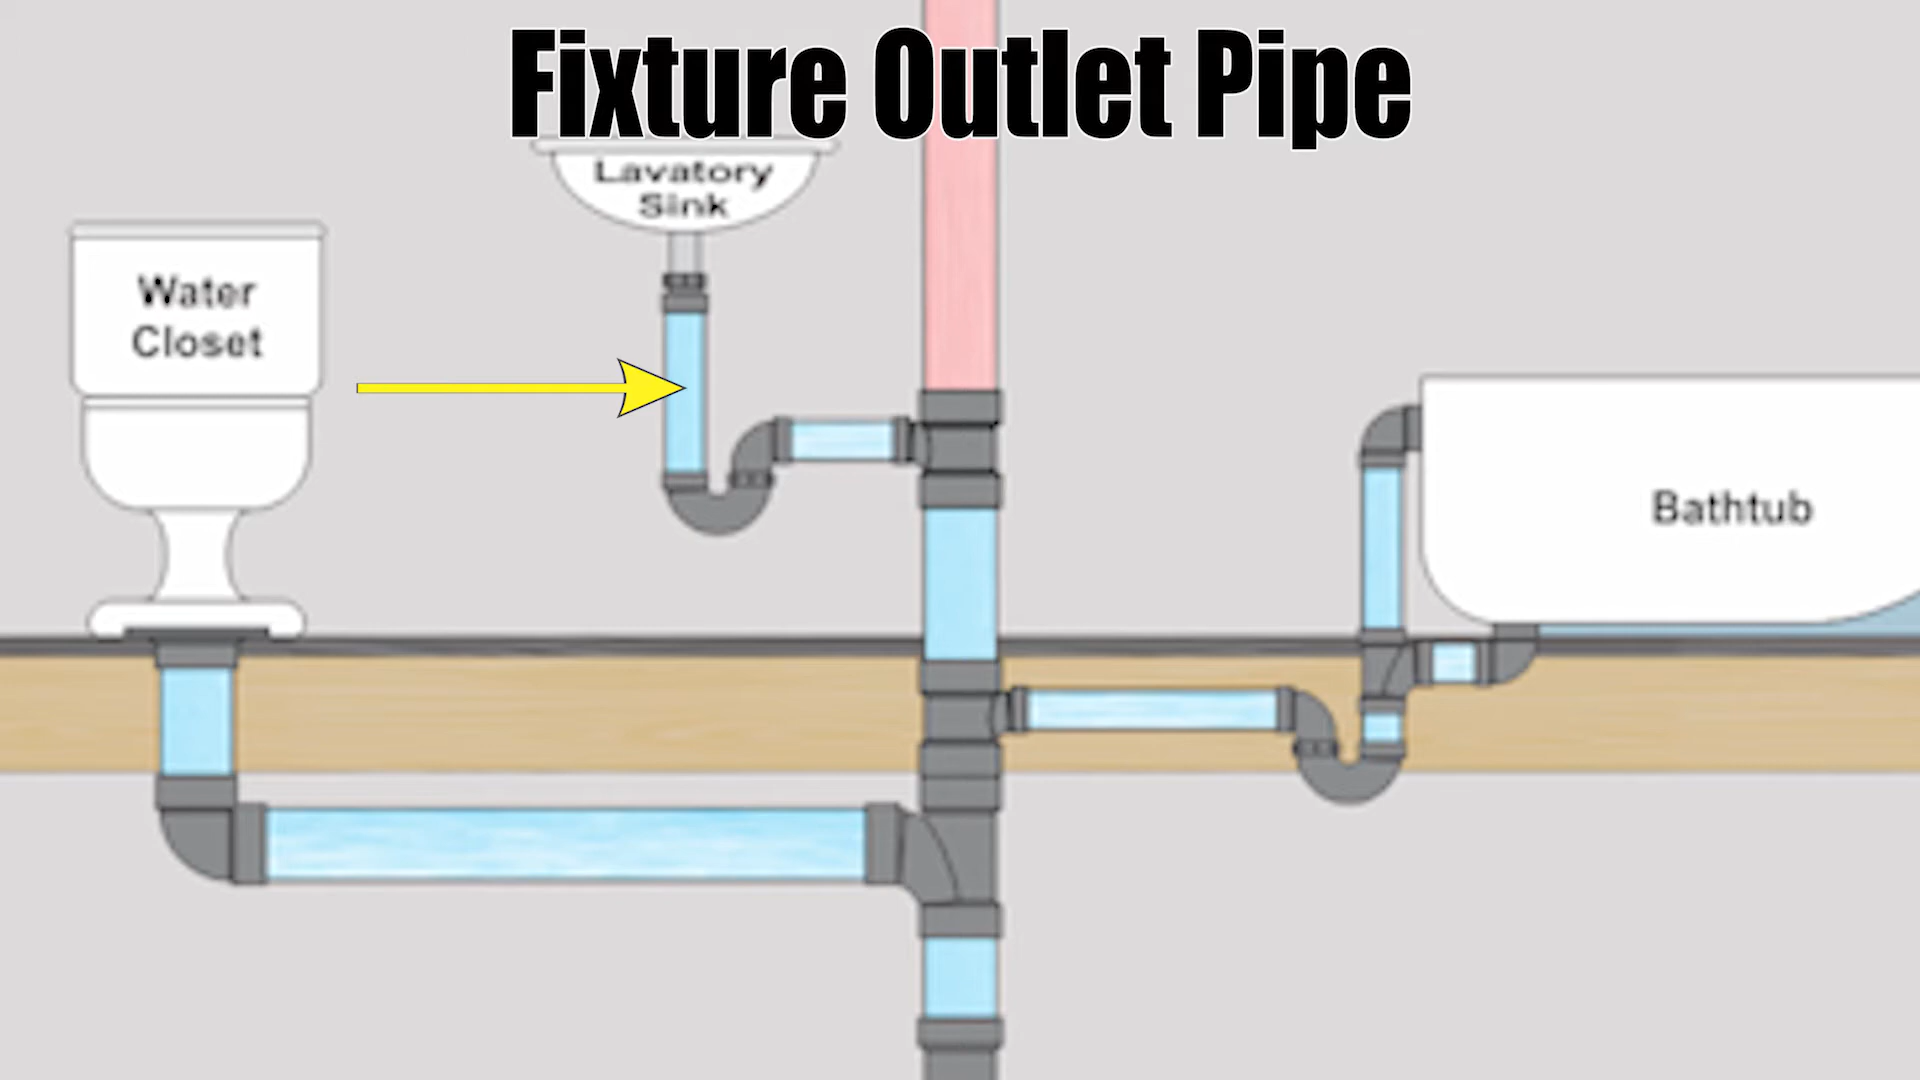 Fixture Outlet Pipe
Lavatory
Sink
Water
Closet
Bathtub